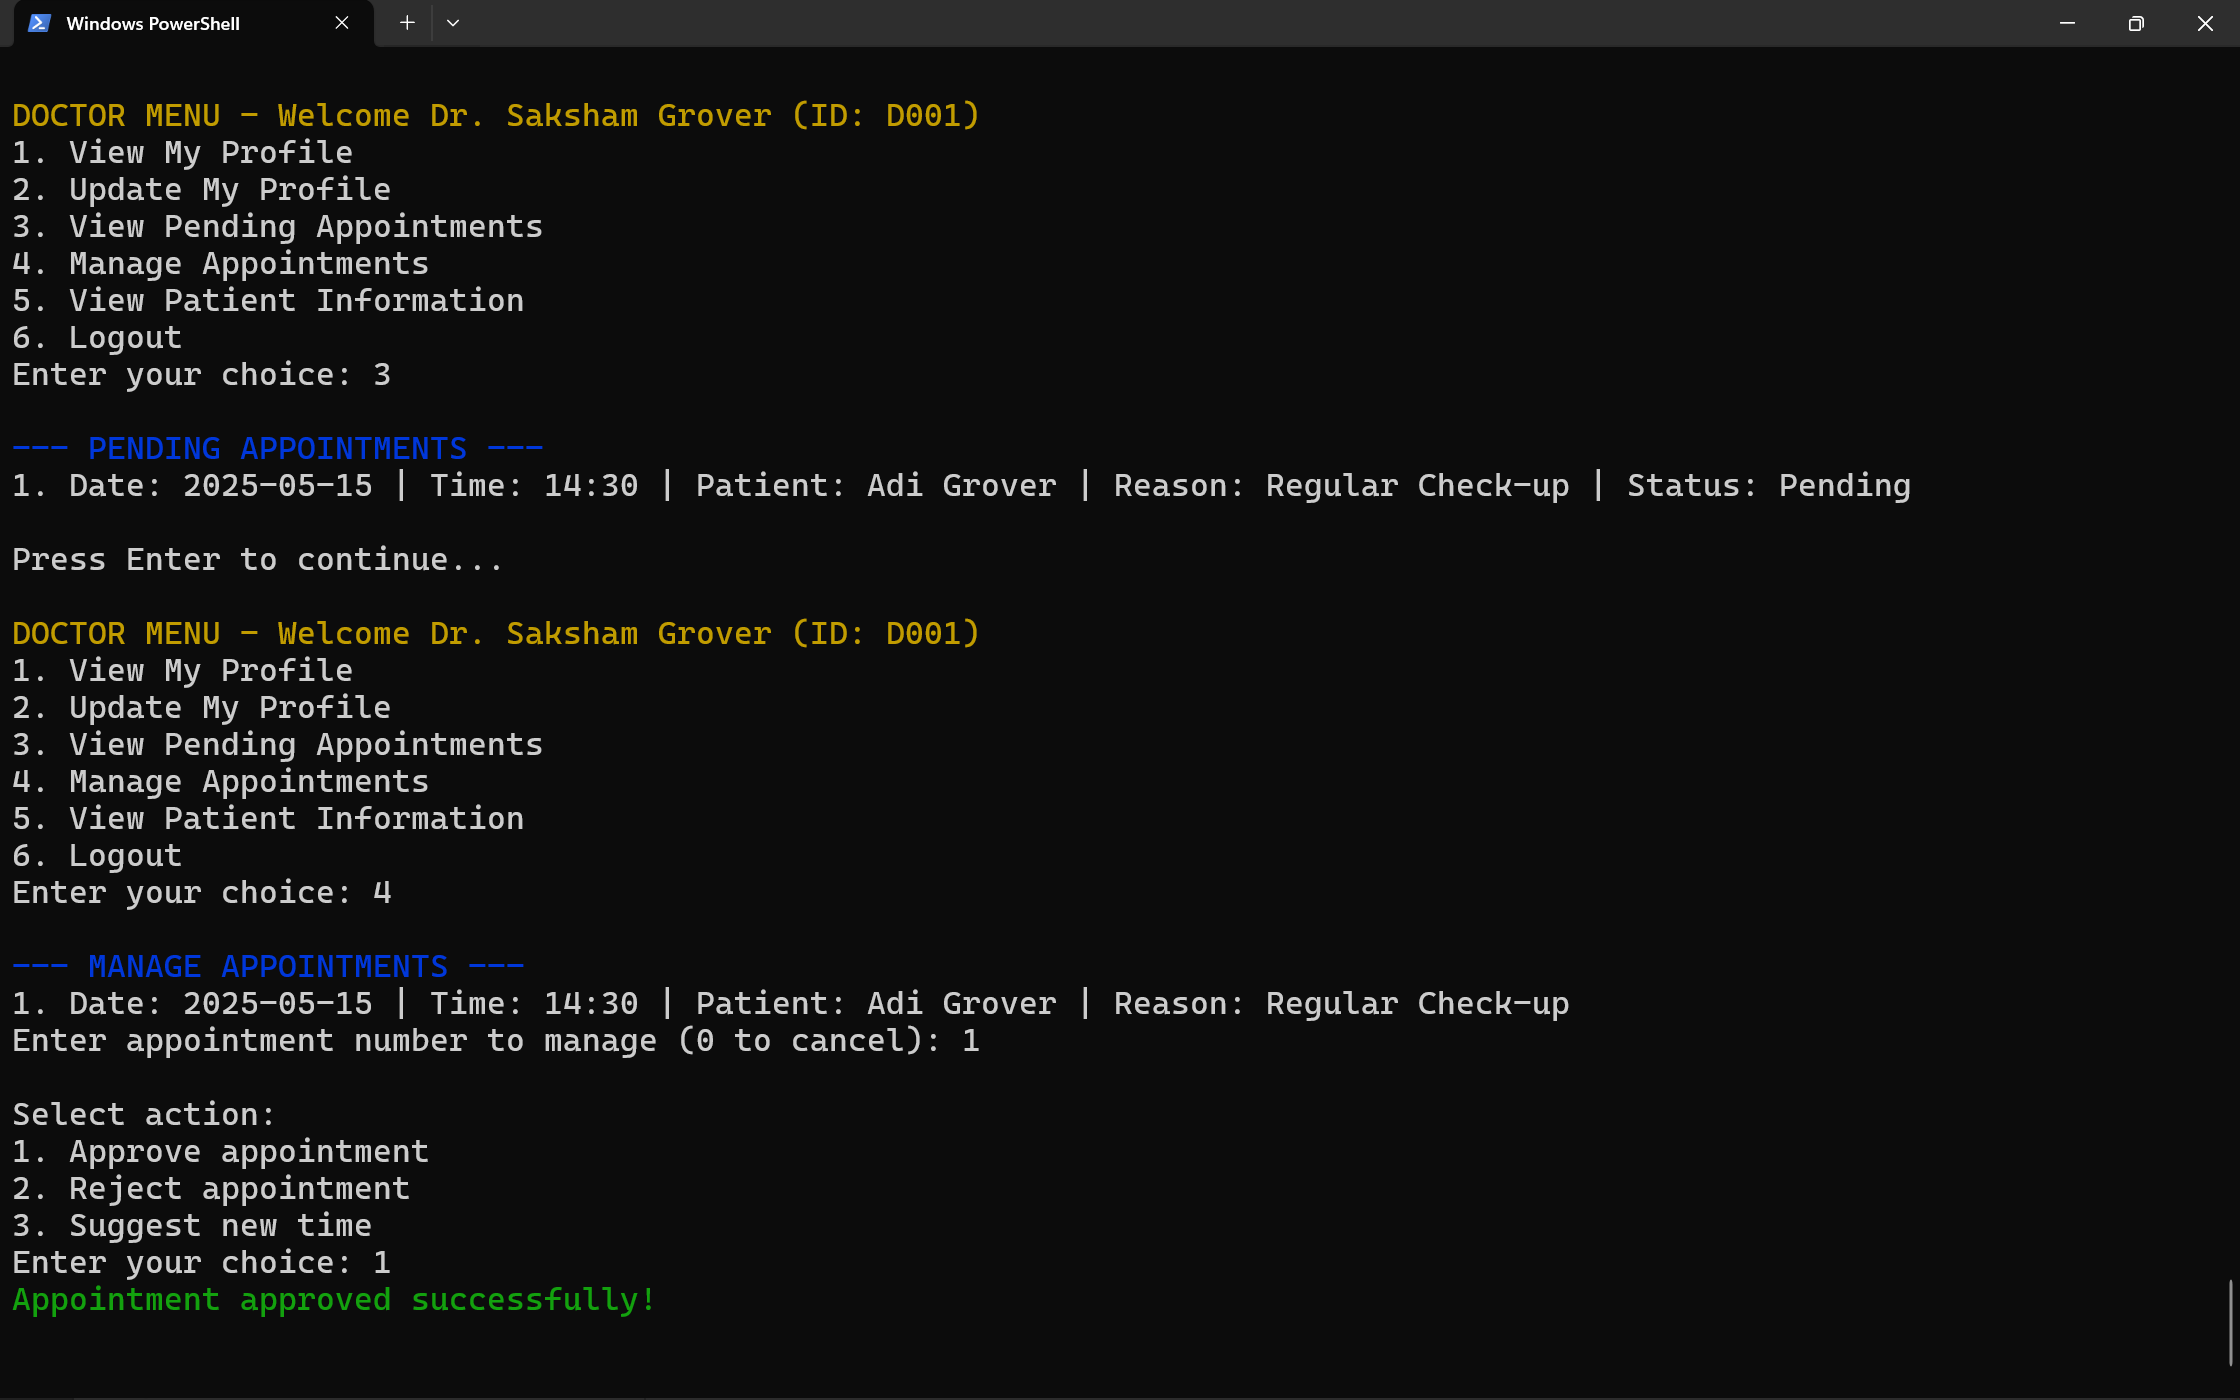 Windows PowerShell
DOCTOR MENU - Welcome Dr. Saksham Grover (ID: D001)
1. View My Profile
2. Update My Profile
3. View Pending Appointments
4. Manage Appointments
5. View Patient Information
6. Logout
Enter your choice: 3
--- PENDING APPOINTMENTS ---
1. Date: 2025-05-15 | Time: 14:30 | Patient: Adi Grover | Reason: Regular Check-up | Status: Pending
Press Enter to continue...
DOCTOR MENU - Welcome Dr. Saksham Grover (ID: D001)
1. View My Profile
2. Update My Profile
3. View Pending Appointments
4. Manage Appointments
5. View Patient Information
6. Logout
Enter your choice: 4
--- MANAGE APPOINTMENTS ---
1. Date: 2025-05-15 | Time: 14:30 | Patient: Adi Grover | Reason: Regular Check-up
Enter appointment number to manage (0 to cancel): 1
Select action:
1. Approve appointment
2. Reject appointment
3. Suggest new time
Enter your choice: 1
Appointment approved successfully!